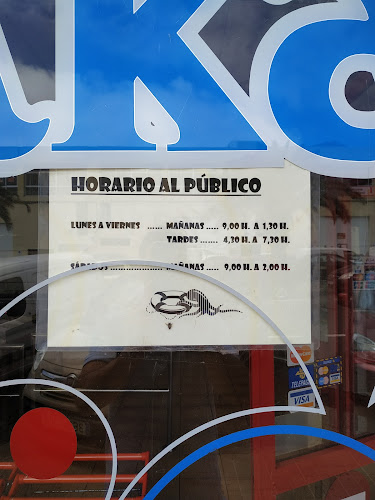 AKá
HORARIO AL PÚBLICO
LUNES A VIERNES ...... MAÑANAS ..... 9,00 H. A 1,30 H.
TARDES ....... 4,30 H. A 7,30 H.
SÁBADOS ..................... MAÑANAS ..... 9,00 H. A 2,00 H.
VISA